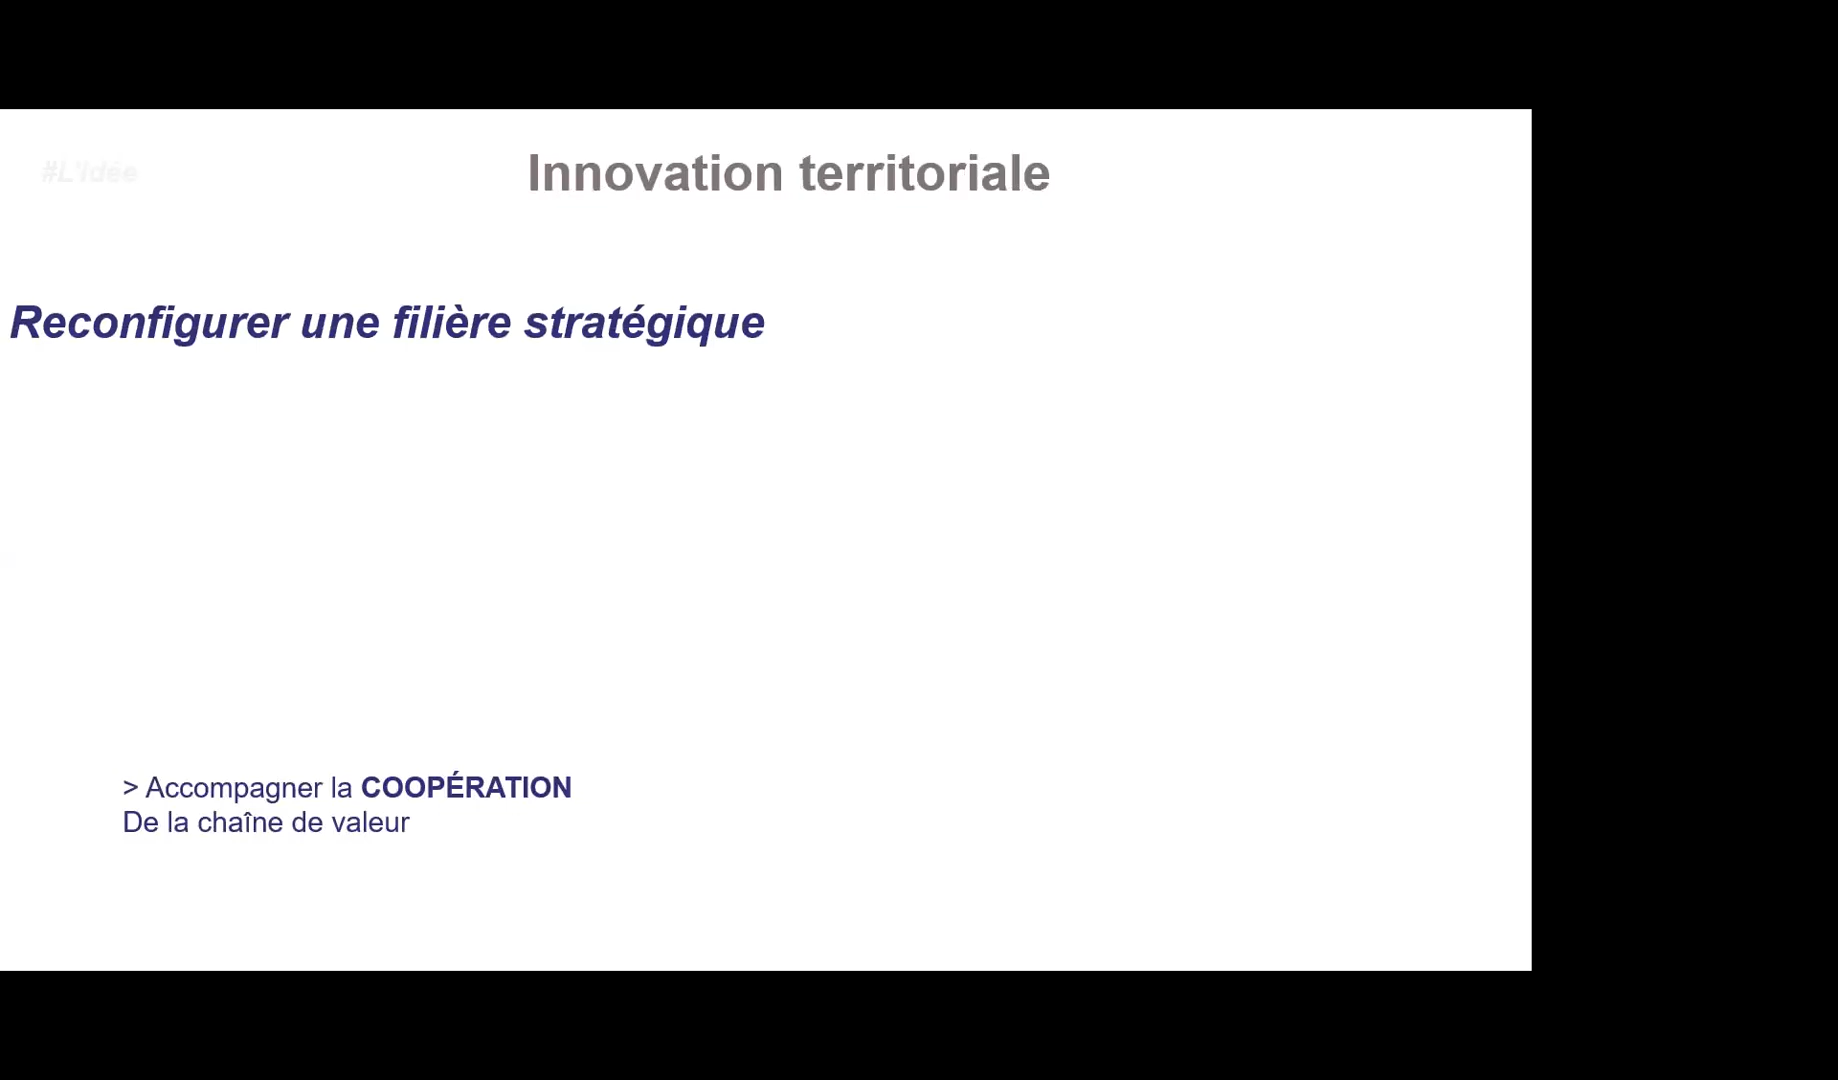 #L'Idée
Innovation territoriale
Reconfigurer une filière stratégique
> Accompagner la COOPÉRATION
De la chaîne de valeur